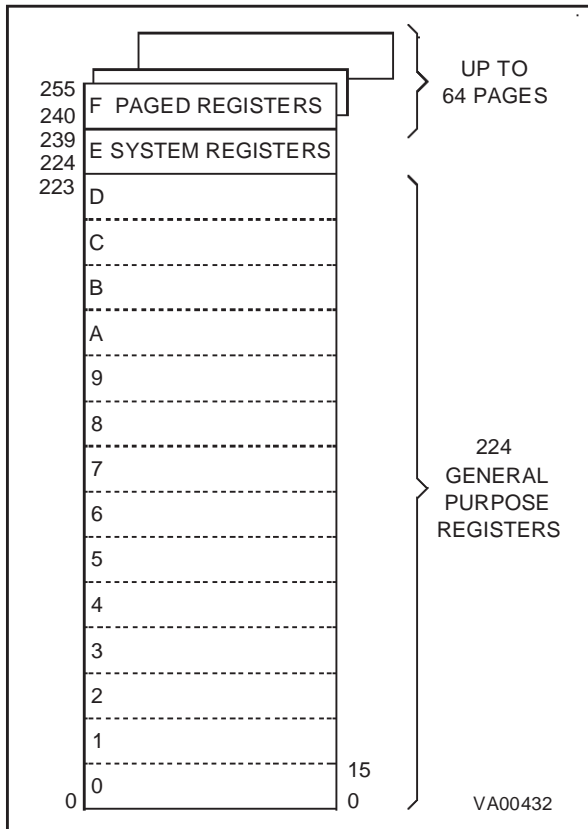 UP TO
64 PAGES
255
240
F PAGED REGISTERS
239
224
E SYSTEM REGISTERS
223
D
C
B
A
9
8
7
6
5
4
3
2
1
0
224
GENERAL
PURPOSE
REGISTERS
15
0
0
VA00432